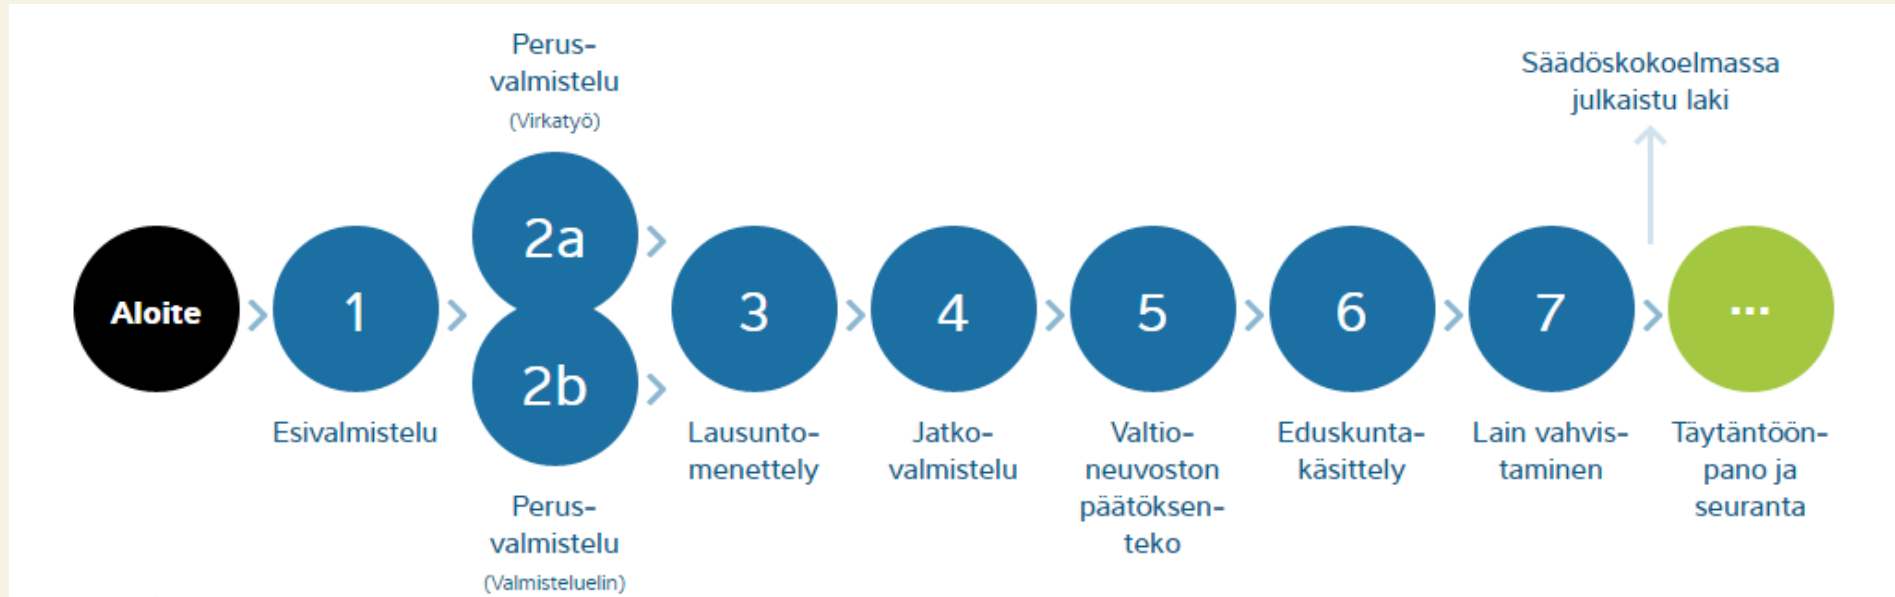 Aloite
1
Esivalmistelu
Perus-
valmistelu
(Virkatyö)
2a
2b
Perus-
valmistelu
(Valmisteluelin)
3
Lausunto-
menettely
4
Jatko-
valmistelu
5
Valtio-
neuvoston
päätöksen-
teko
6
Eduskunta-
käsittely
7
Lain vahvis-
taminen
Säädöskokoelmassa
julkaistu laki
...
Täytäntöön-
pano ja
seuranta